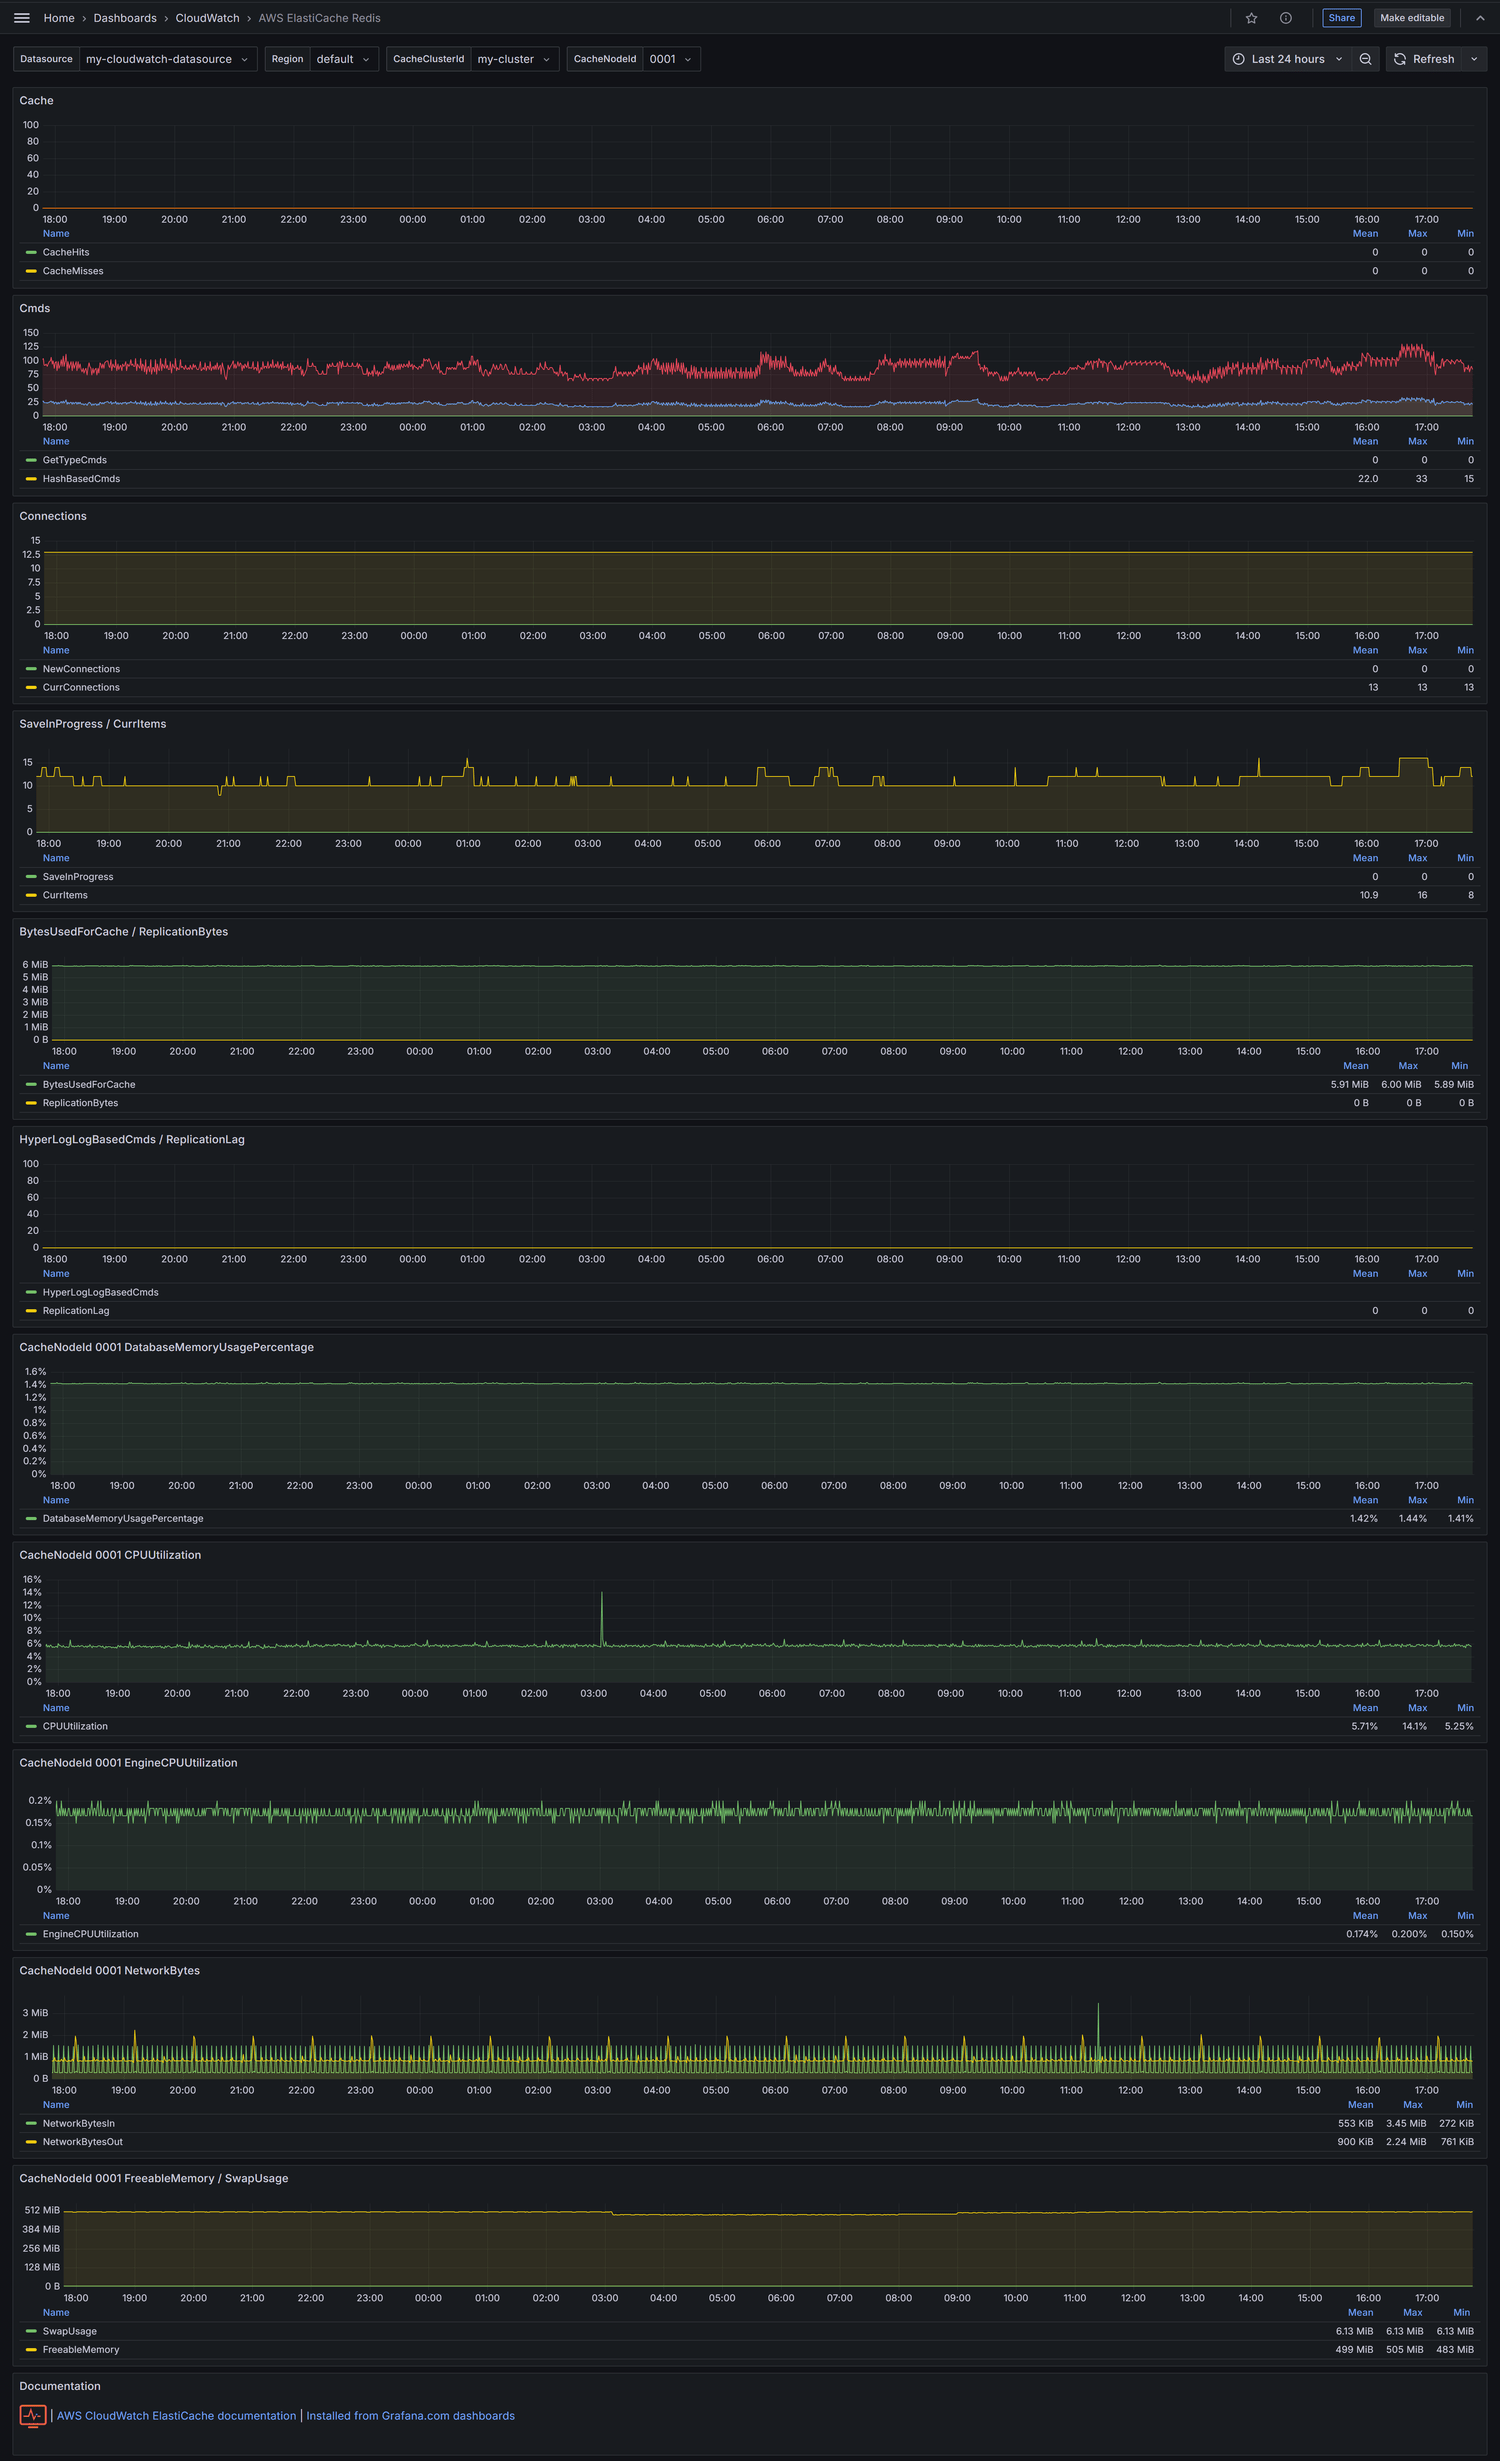 Home › Dashboards › CloudWatch › AWS ElastiCache Redis
Share
Make editable
Datasource my-cloudwatch-datasource Region default CacheClusterId my-cluster CacheNodeId 0001
Last 24 hours Refresh
Cache
100
80
60
40
20
0
18:00 19:00 20:00 21:00 22:00 23:00 00:00 01:00 02:00 03:00 04:00 05:00 06:00 07:00 08:00 09:00 10:00 11:00 12:00 13:00 14:00 15:00 16:00 17:00
Name Mean Max Min
CacheHits 0 0 0
CacheMisses 0 0 0
Cmds
150
125
100
75
50
25
0
18:00 19:00 20:00 21:00 22:00 23:00 00:00 01:00 02:00 03:00 04:00 05:00 06:00 07:00 08:00 09:00 10:00 11:00 12:00 13:00 14:00 15:00 16:00 17:00
Name Mean Max Min
GetTypeCmds 0 0 0
HashBasedCmds 22.0 33 15
Connections
15
12.5
10
7.5
5
2.5
0
18:00 19:00 20:00 21:00 22:00 23:00 00:00 01:00 02:00 03:00 04:00 05:00 06:00 07:00 08:00 09:00 10:00 11:00 12:00 13:00 14:00 15:00 16:00 17:00
Name Mean Max Min
NewConnections 0 0 0
CurrConnections 13 13 13
SaveInProgress / CurrItems
15
10
5
0
18:00 19:00 20:00 21:00 22:00 23:00 00:00 01:00 02:00 03:00 04:00 05:00 06:00 07:00 08:00 09:00 10:00 11:00 12:00 13:00 14:00 15:00 16:00 17:00
Name Mean Max Min
SaveInProgress 0 0 0
CurrItems 10.9 16 8
BytesUsedForCache / ReplicationBytes
6 MiB
5 MiB
4 MiB
3 MiB
2 MiB
1 MiB
0 B
18:00 19:00 20:00 21:00 22:00 23:00 00:00 01:00 02:00 03:00 04:00 05:00 06:00 07:00 08:00 09:00 10:00 11:00 12:00 13:00 14:00 15:00 16:00 17:00
Name Mean Max Min
BytesUsedForCache 5.91 MiB 6.00 MiB 5.89 MiB
ReplicationBytes 0 B 0 B 0 B
HyperLogLogBasedCmds / ReplicationLag
100
80
60
40
20
0
18:00 19:00 20:00 21:00 22:00 23:00 00:00 01:00 02:00 03:00 04:00 05:00 06:00 07:00 08:00 09:00 10:00 11:00 12:00 13:00 14:00 15:00 16:00 17:00
Name Mean Max Min
HyperLogLogBasedCmds
ReplicationLag 0 0 0
CacheNodeId 0001 DatabaseMemoryUsagePercentage
1.6%
1.4%
1.2%
1%
0.8%
0.6%
0.4%
0.2%
0%
18:00 19:00 20:00 21:00 22:00 23:00 00:00 01:00 02:00 03:00 04:00 05:00 06:00 07:00 08:00 09:00 10:00 11:00 12:00 13:00 14:00 15:00 16:00 17:00
Name Mean Max Min
DatabaseMemoryUsagePercentage 1.42% 1.44% 1.41%
CacheNodeId 0001 CPUUtilization
16%
14%
12%
10%
8%
6%
4%
2%
0%
18:00 19:00 20:00 21:00 22:00 23:00 00:00 01:00 02:00 03:00 04:00 05:00 06:00 07:00 08:00 09:00 10:00 11:00 12:00 13:00 14:00 15:00 16:00 17:00
Name Mean Max Min
CPUUtilization 5.71% 14.1% 5.25%
CacheNodeId 0001 EngineCPUUtilization
0.2%
0.15%
0.1%
0.05%
0%
18:00 19:00 20:00 21:00 22:00 23:00 00:00 01:00 02:00 03:00 04:00 05:00 06:00 07:00 08:00 09:00 10:00 11:00 12:00 13:00 14:00 15:00 16:00 17:00
Name Mean Max Min
EngineCPUUtilization 0.174% 0.200% 0.150%
CacheNodeId 0001 NetworkBytes
3 MiB
2 MiB
1 MiB
0 B
18:00 19:00 20:00 21:00 22:00 23:00 00:00 01:00 02:00 03:00 04:00 05:00 06:00 07:00 08:00 09:00 10:00 11:00 12:00 13:00 14:00 15:00 16:00 17:00
Name Mean Max Min
NetworkBytesIn 553 KiB 3.45 MiB 272 KiB
NetworkBytesOut 900 KiB 2.24 MiB 761 KiB
CacheNodeId 0001 FreeableMemory / SwapUsage
512 MiB
384 MiB
256 MiB
128 MiB
0 B
18:00 19:00 20:00 21:00 22:00 23:00 00:00 01:00 02:00 03:00 04:00 05:00 06:00 07:00 08:00 09:00 10:00 11:00 12:00 13:00 14:00 15:00 16:00 17:00
Name Mean Max Min
SwapUsage 6.13 MiB 6.13 MiB 6.13 MiB
FreeableMemory 499 MiB 505 MiB 483 MiB
Documentation
| AWS CloudWatch ElastiCache documentation | Installed from Grafana.com dashboards